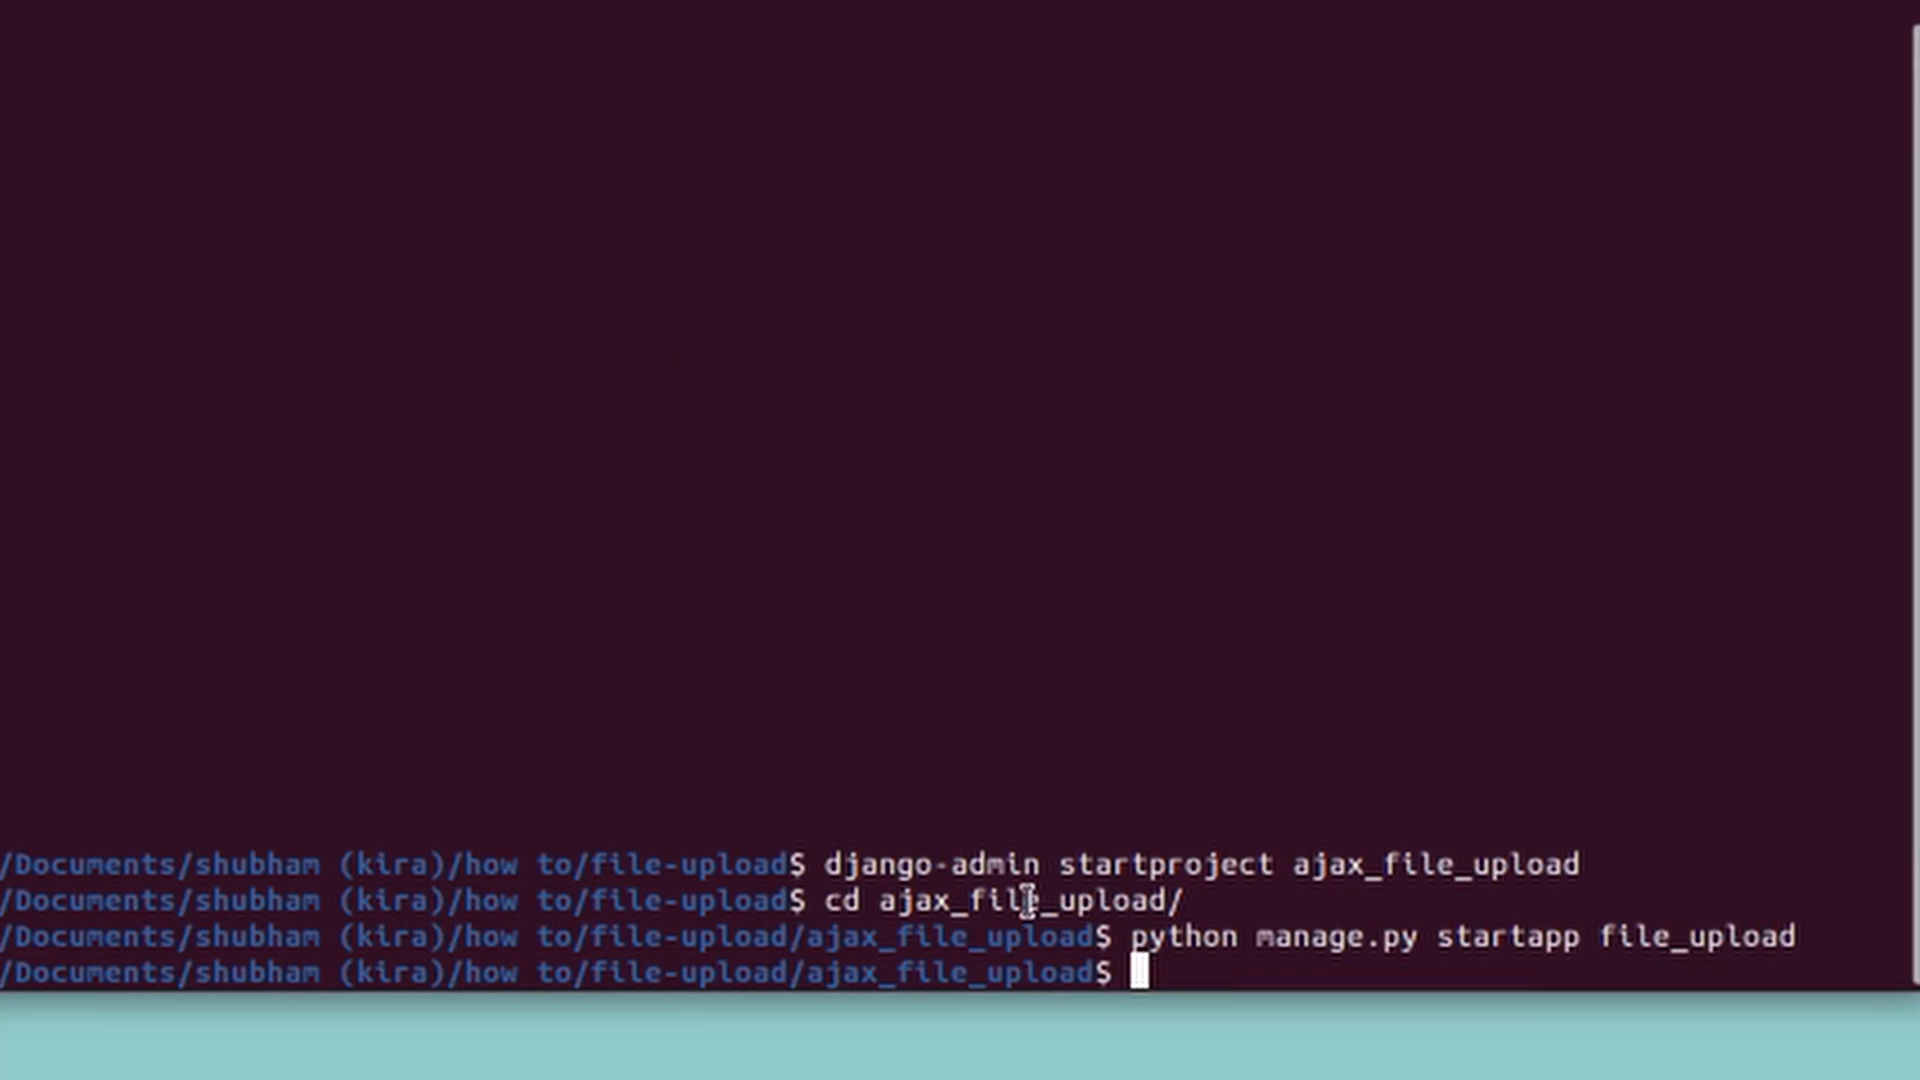 /Documents/shubham (kira)/how to/file-upload$ django-admin startproject ajax_file_upload
/Documents/shubham (kira)/how to/file-upload$ cd ajax_file_upload/
/Documents/shubham (kira)/how to/file-upload/ajax_file_upload$ python manage.py startapp file_upload
/Documents/shubham (kira)/how to/file-upload/ajax_file_upload$